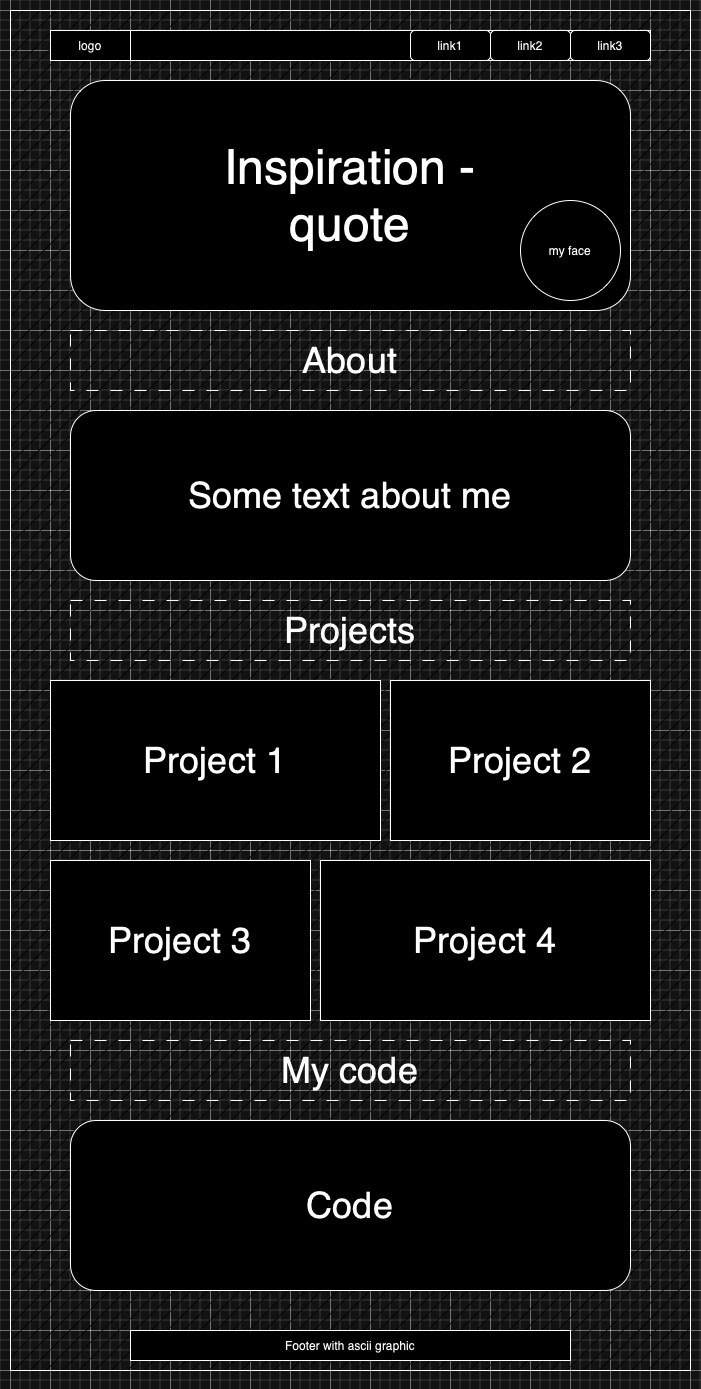 logo
link1
link2
link3
Inspiration -
quote
my face
About
Some text about me
Projects
Project 1
Project 2
Project 3
Project 4
My code
Code
Footer with ascii graphic